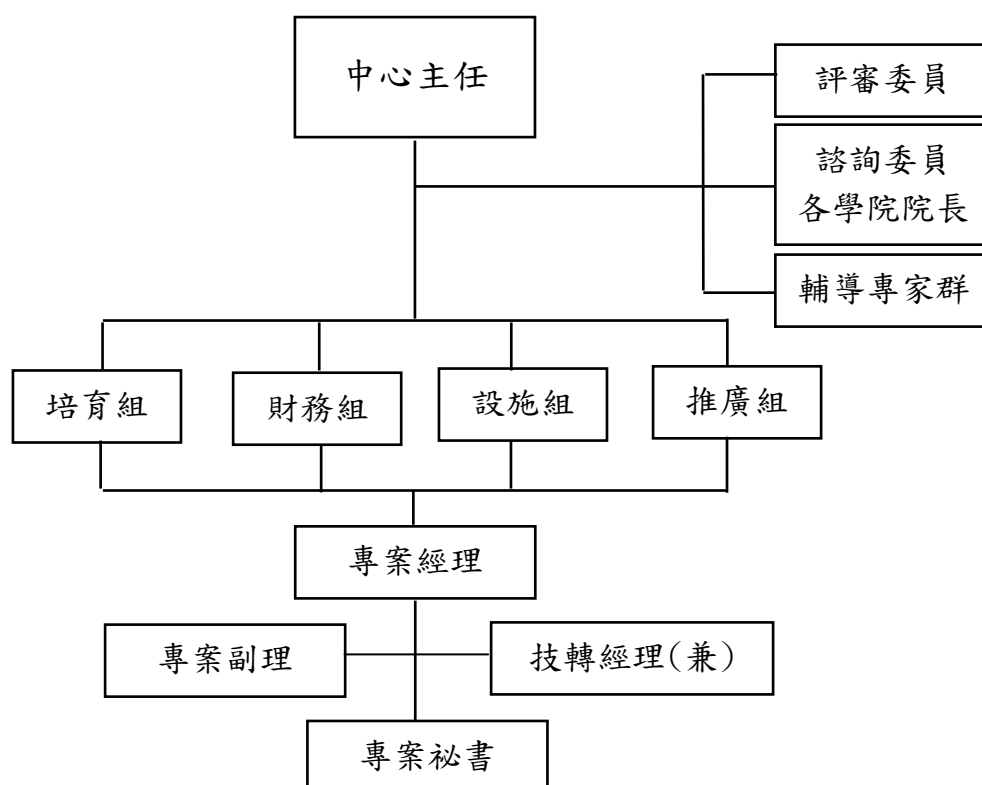 中心主任
評審委員
諮詢委員
各學院院長
輔導專家群
培育組
財務組
設施組
推廣組
專案經理
專案副理
技轉經理(兼)
專案祕書